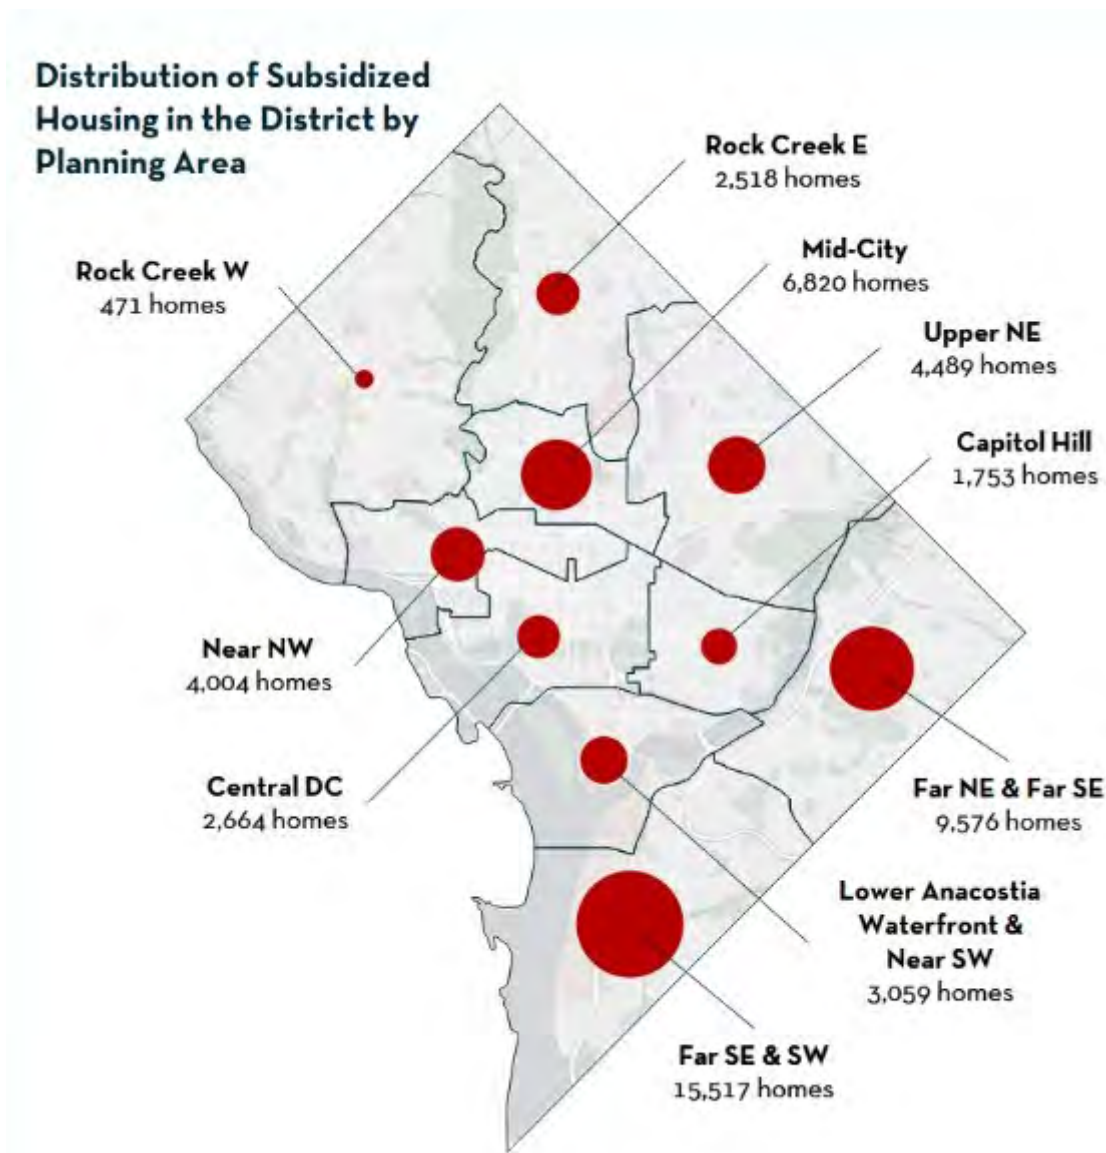 Distribution of Subsidized
Housing in the District by
Planning Area
Rock Creek E
2,518 homes
Mid-City
6,820 homes
Rock Creek W
471 homes
Upper NE
4,489 homes
Capitol Hill
1,753 homes
Near NW
4,004 homes
Central DC
2,664 homes
Far NE & Far SE
9,576 homes
Lower Anacostia
Waterfront &
Near SW
3,059 homes
Far SE & SW
15,517 homes